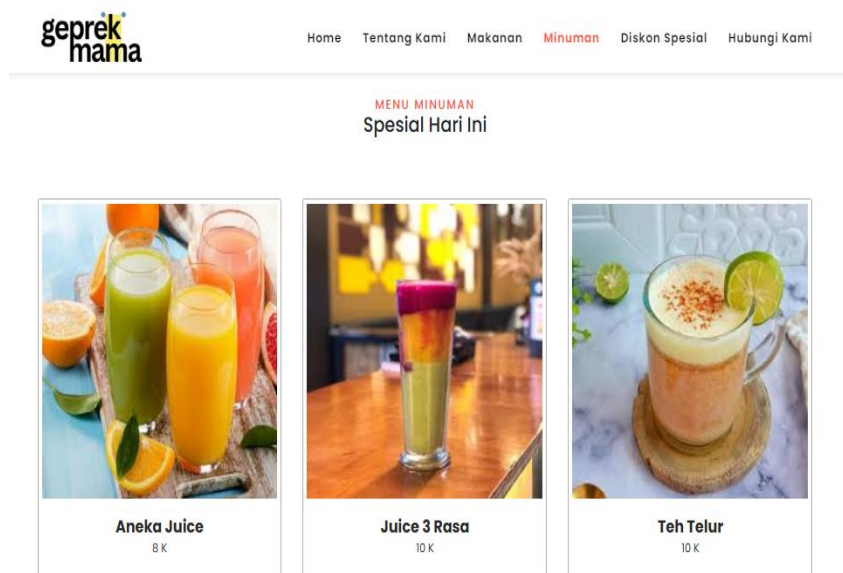 geprek
mama
Home Tentang Kami Makanan Minuman Diskon Spesial Hubungi Kami
MENU MINUMAN
Spesial Hari Ini
Aneka Juice
8 K
Juice 3 Rasa
10 K
Teh Telur
10 K